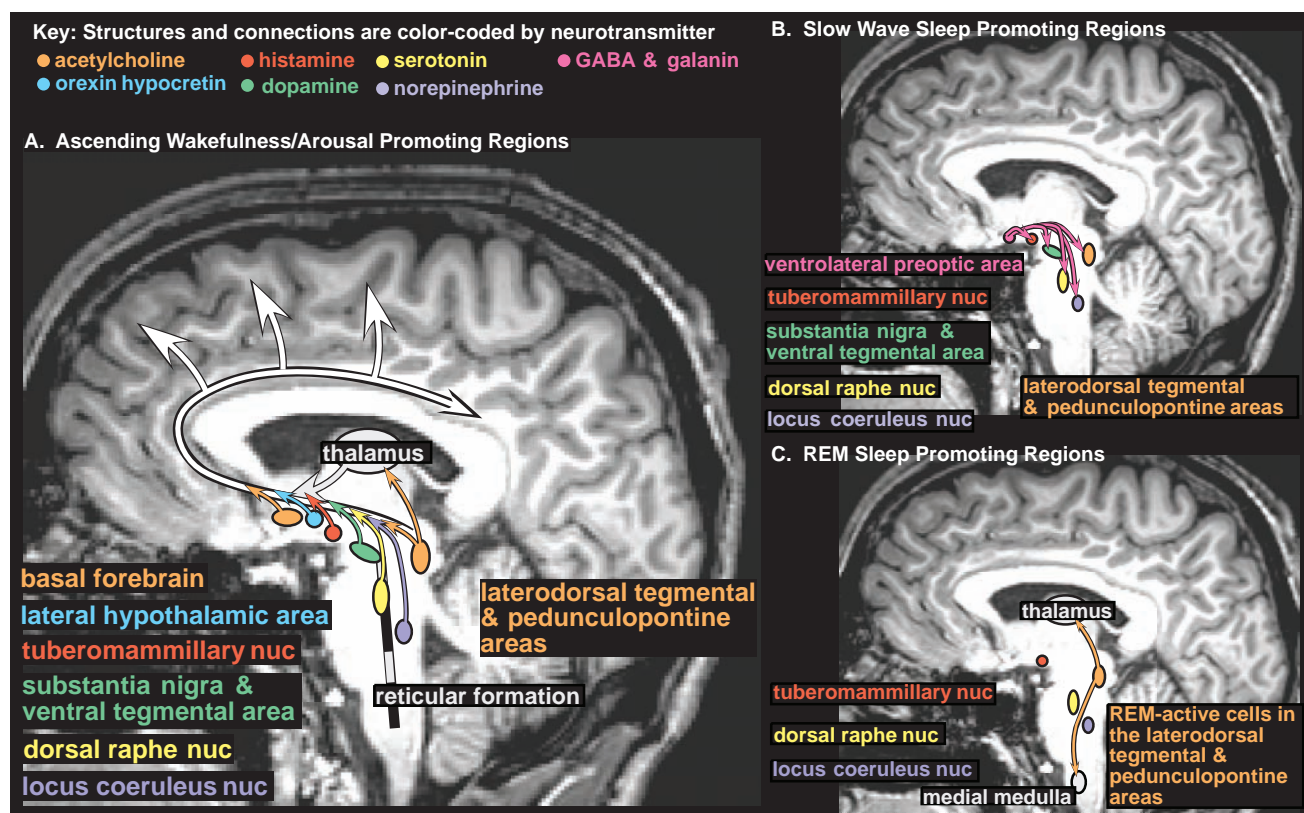 Key: Structures and connections are color-coded by neurotransmitter
acetylcholine histamine serotonin GABA & galanin
orexin hypocretin dopamine norepinephrine
A. Ascending Wakefulness/Arousal Promoting Regions
thalamus
basal forebrain
lateral hypothalamic area
tuberomammillary nuc
substantia nigra &
ventral tegmental area
dorsal raphe nuc
locus coeruleus nuc
laterodorsal tegmental
& pedunculopontine
areas
reticular formation
B. Slow Wave Sleep Promoting Regions
ventrolateral preoptic area
tuberomammillary nuc
substantia nigra &
ventral tegmental area
dorsal raphe nuc
locus coeruleus nuc
laterodorsal tegmental
& pedunculopontine areas
C. REM Sleep Promoting Regions
thalamus
tuberomammillary nuc
dorsal raphe nuc
locus coeruleus nuc
medial medulla
REM-active cells in
the laterodorsal
tegmental &
pedunculopontine
areas